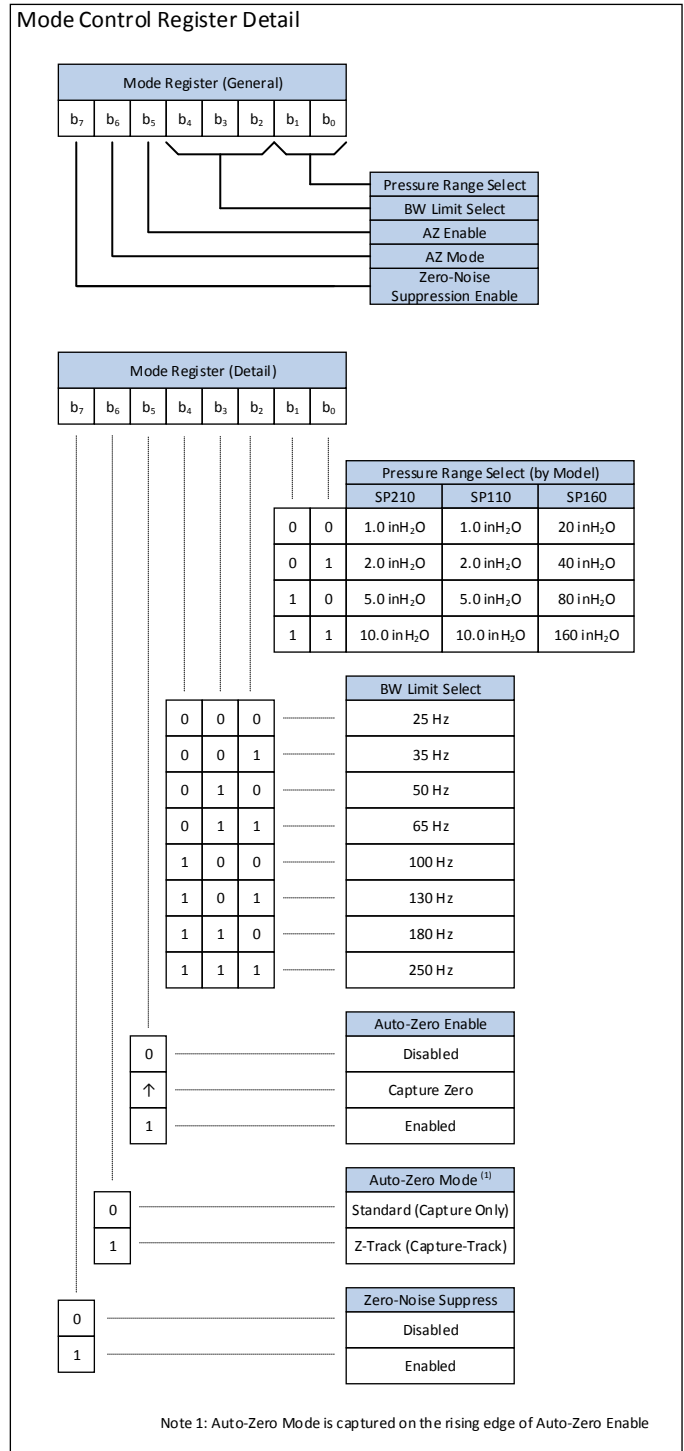 Mode Control Register Detail
Mode Register (General)
b₇ b₆ b₅ b₄ b₃ b₂ b₁ b₀
Pressure Range Select
BW Limit Select
AZ Enable
AZ Mode
Zero-Noise
Suppression Enable
Mode Register (Detail)
b₇ b₆ b₅ b₄ b₃ b₂ b₁ b₀
Pressure Range Select (by Model)
SP210 SP110 SP160
0 0 1.0 inH₂O 1.0 inH₂O 20 inH₂O
0 1 2.0 inH₂O 2.0 inH₂O 40 inH₂O
1 0 5.0 inH₂O 5.0 inH₂O 80 inH₂O
1 1 10.0 inH₂O 10.0 inH₂O 160 inH₂O
BW Limit Select
0 0 0 25 Hz
0 0 1 35 Hz
0 1 0 50 Hz
0 1 1 65 Hz
1 0 0 100 Hz
1 0 1 130 Hz
1 1 0 180 Hz
1 1 1 250 Hz
Auto-Zero Enable
0 Disabled
↑ Capture Zero
1 Enabled
Auto-Zero Mode ⁽¹⁾
0 Standard (Capture Only)
1 Z-Track (Capture-Track)
Zero-Noise Suppress
0 Disabled
1 Enabled
Note 1: Auto-Zero Mode is captured on the rising edge of Auto-Zero Enable